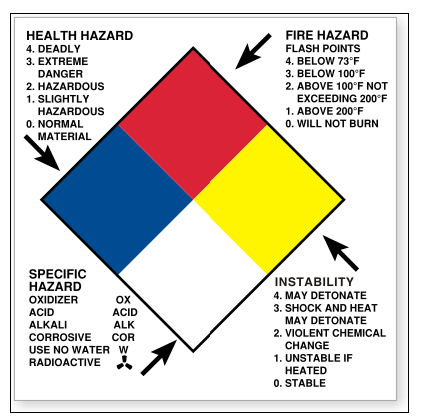 HEALTH HAZARD
4. DEADLY
3. EXTREME
DANGER
2. HAZARDOUS
1. SLIGHTLY
HAZARDOUS
0. NORMAL
MATERIAL
FIRE HAZARD
FLASH POINTS
4. BELOW 73°F
3. BELOW 100°F
2. ABOVE 100°F NOT
EXCEEDING 200°F
1. ABOVE 200°F
0. WILL NOT BURN
SPECIFIC
HAZARD
OXIDIZER OX
ACID ACID
ALKALI ALK
CORROSIVE COR
USE NO WATER W
RADIOACTIVE
INSTABILITY
4. MAY DETONATE
3. SHOCK AND HEAT
MAY DETONATE
2. VIOLENT CHEMICAL
CHANGE
1. UNSTABLE IF
HEATED
0. STABLE